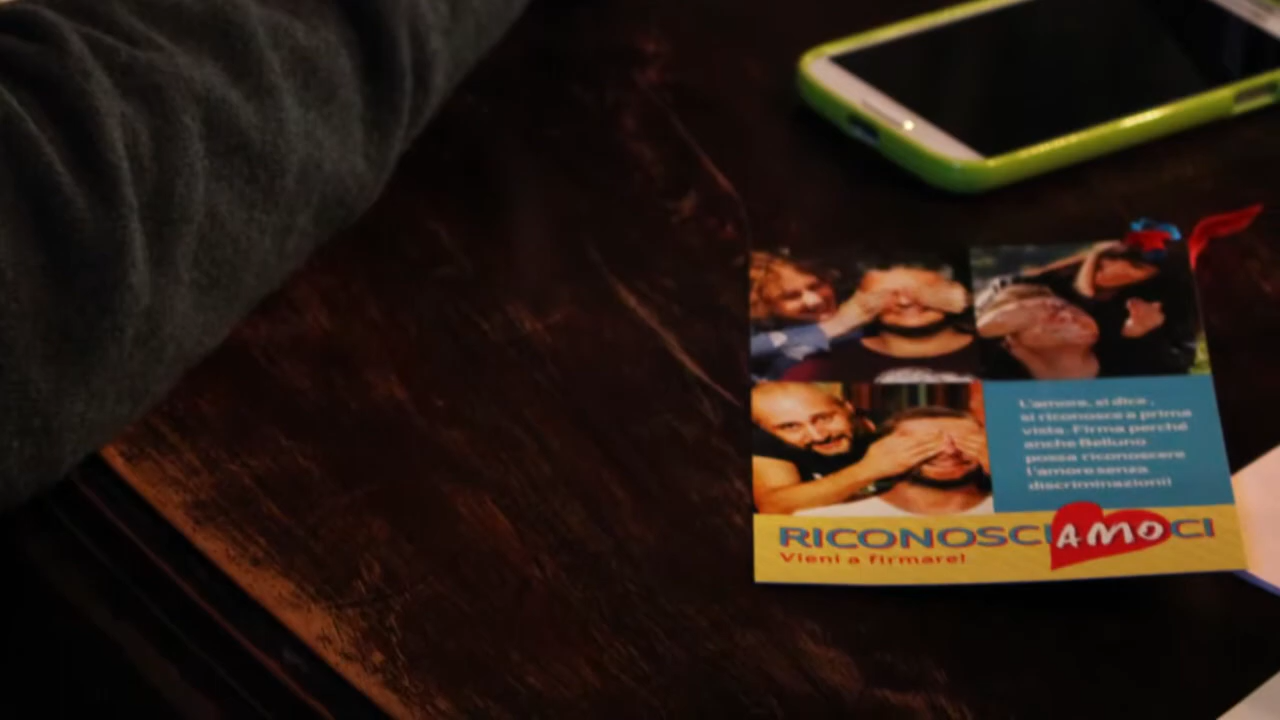 L'amore, si dice,
si riconosce a prima
vista. Firma perché
anche Belluno
possa riconoscere
l'amore senza
discriminazioni!
RICONOSCIAMOCI
Vieni a firmare!